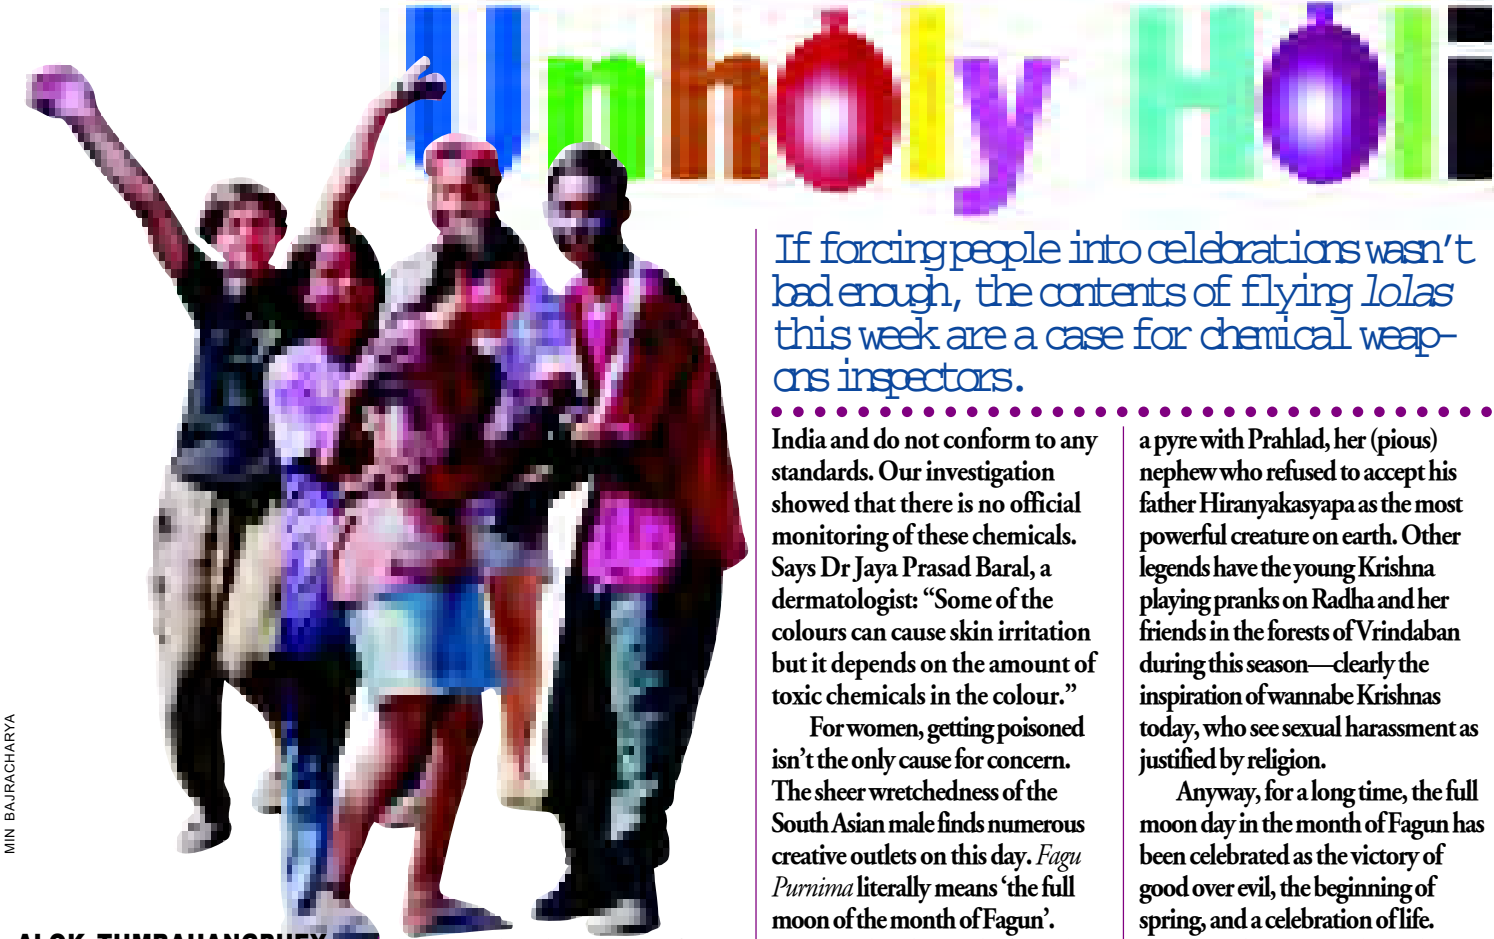 Unholy Holi
If forcing people into celebrations wasn't
bad enough, the contents of flying lolas
this week are a case for chemical weap-
ons inspectors.
India and do not conform to any
standards. Our investigation
showed that there is no official
monitoring of these chemicals.
Says Dr Jaya Prasad Baral, a
dermatologist: “Some of the
colours can cause skin irritation
but it depends on the amount of
toxic chemicals in the colour.”
For women, getting poisoned
isn’t the only cause for concern.
The sheer wretchedness of the
South Asian male finds numerous
creative outlets on this day. Fagu
Purnima literally means ‘the full
moon of the month of Fagun’.
a pyre with Prahlad, her (pious)
nephew who refused to accept his
father Hiranyakasyapa as the most
powerful creature on earth. Other
legends have the young Krishna
playing pranks on Radha and her
friends in the forests of Vrindaban
during this season—clearly the
inspiration of wannabe Krishnas
today, who see sexual harassment as
justified by religion.
Anyway, for a long time, the full
moon day in the month of Fagun has
been celebrated as the victory of
good over evil, the beginning of
spring, and a celebration of life.
MIN BAJRACHARYA